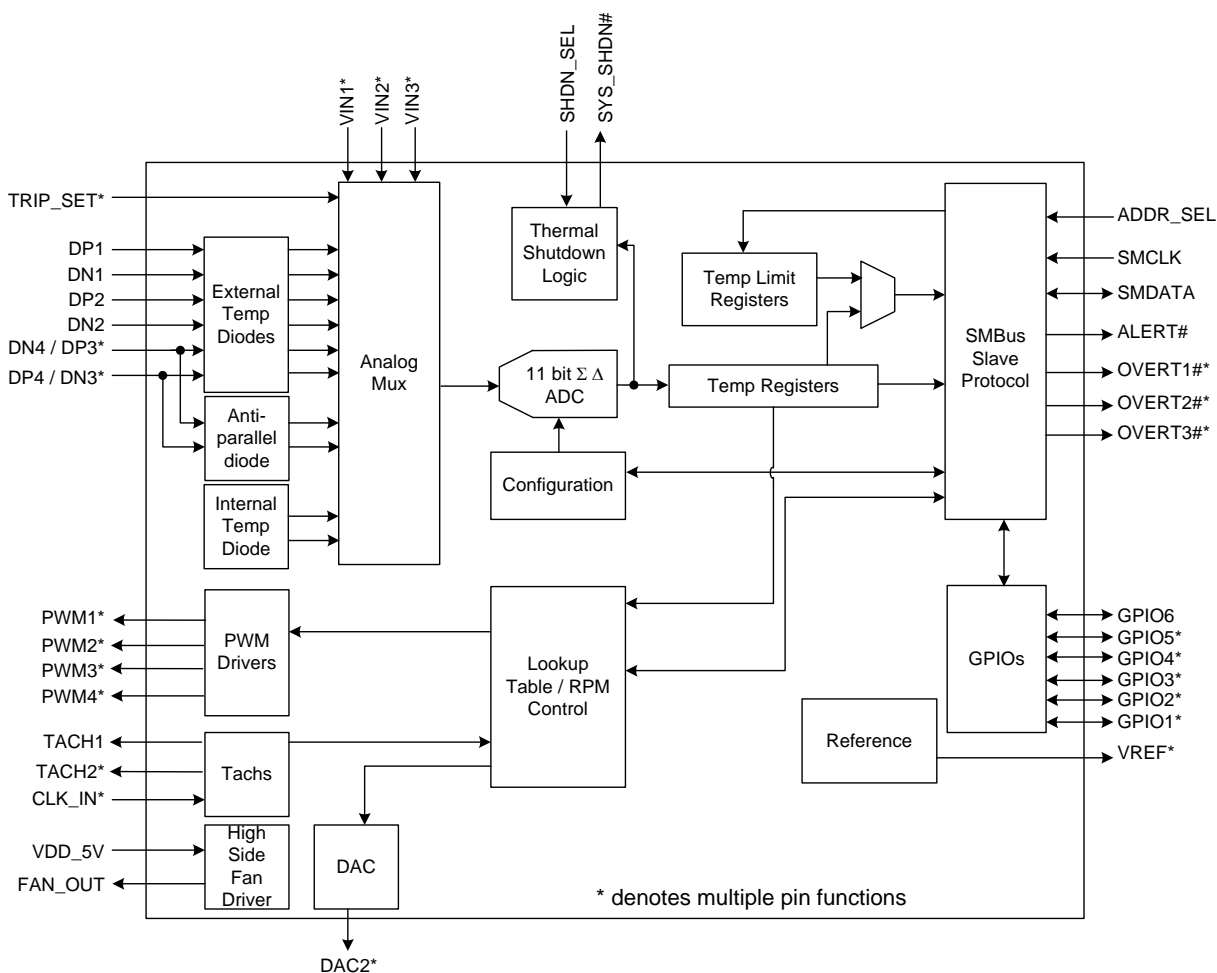 SHDN_SEL
SYS_SHDN#
VIN1*
VIN2*
VIN3*
TRIP_SET*
DP1
DN1
DP2
DN2
DN4 / DP3*
DP4 / DN3*
External
Temp
Diodes
Anti-
parallel
diode
Internal
Temp
Diode
Analog
Mux
Thermal
Shutdown
Logic
11 bit Σ Δ
ADC
Configuration
Temp Limit
Registers
Temp Registers
SMBus
Slave
Protocol
ADDR_SEL
SMCLK
SMDATA
ALERT#
OVERT1#*
OVERT2#*
OVERT3#*
PWM1*
PWM2*
PWM3*
PWM4*
PWM
Drivers
Lookup
Table / RPM
Control
GPIOs
GPIO6
GPIO5*
GPIO4*
GPIO3*
GPIO2*
GPIO1*
TACH1
TACH2*
CLK_IN*
Tachs
Reference
VREF*
VDD_5V
FAN_OUT
High
Side
Fan
Driver
DAC
* denotes multiple pin functions
DAC2*